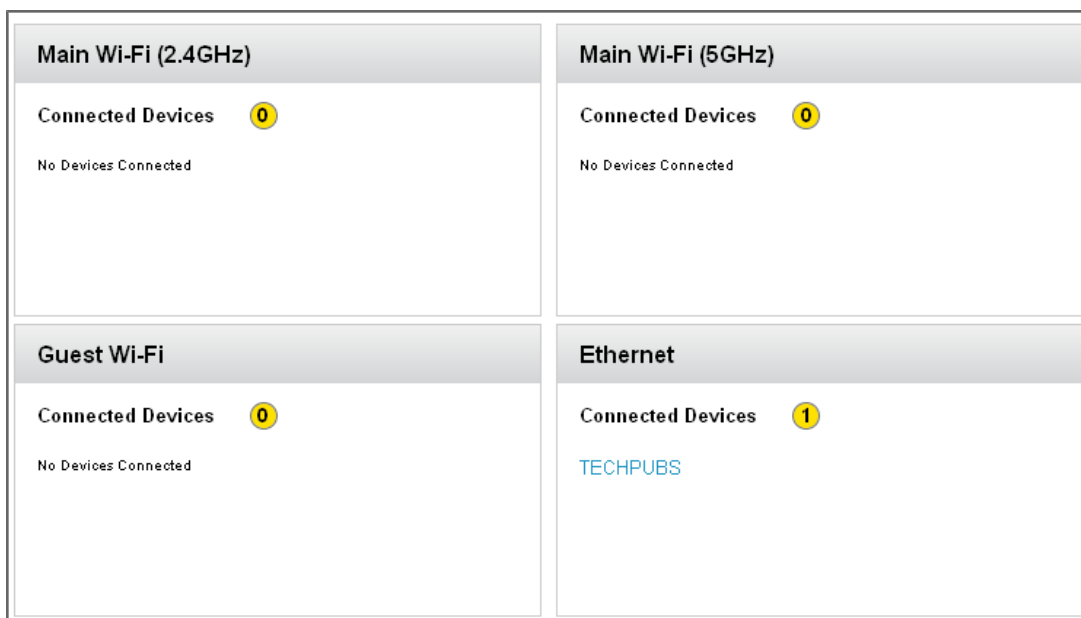 Main Wi-Fi (2.4GHz)
Connected Devices 0
No Devices Connected
Main Wi-Fi (5GHz)
Connected Devices 0
No Devices Connected
Guest Wi-Fi
Connected Devices 0
No Devices Connected
Ethernet
Connected Devices 1
TECHPUBS